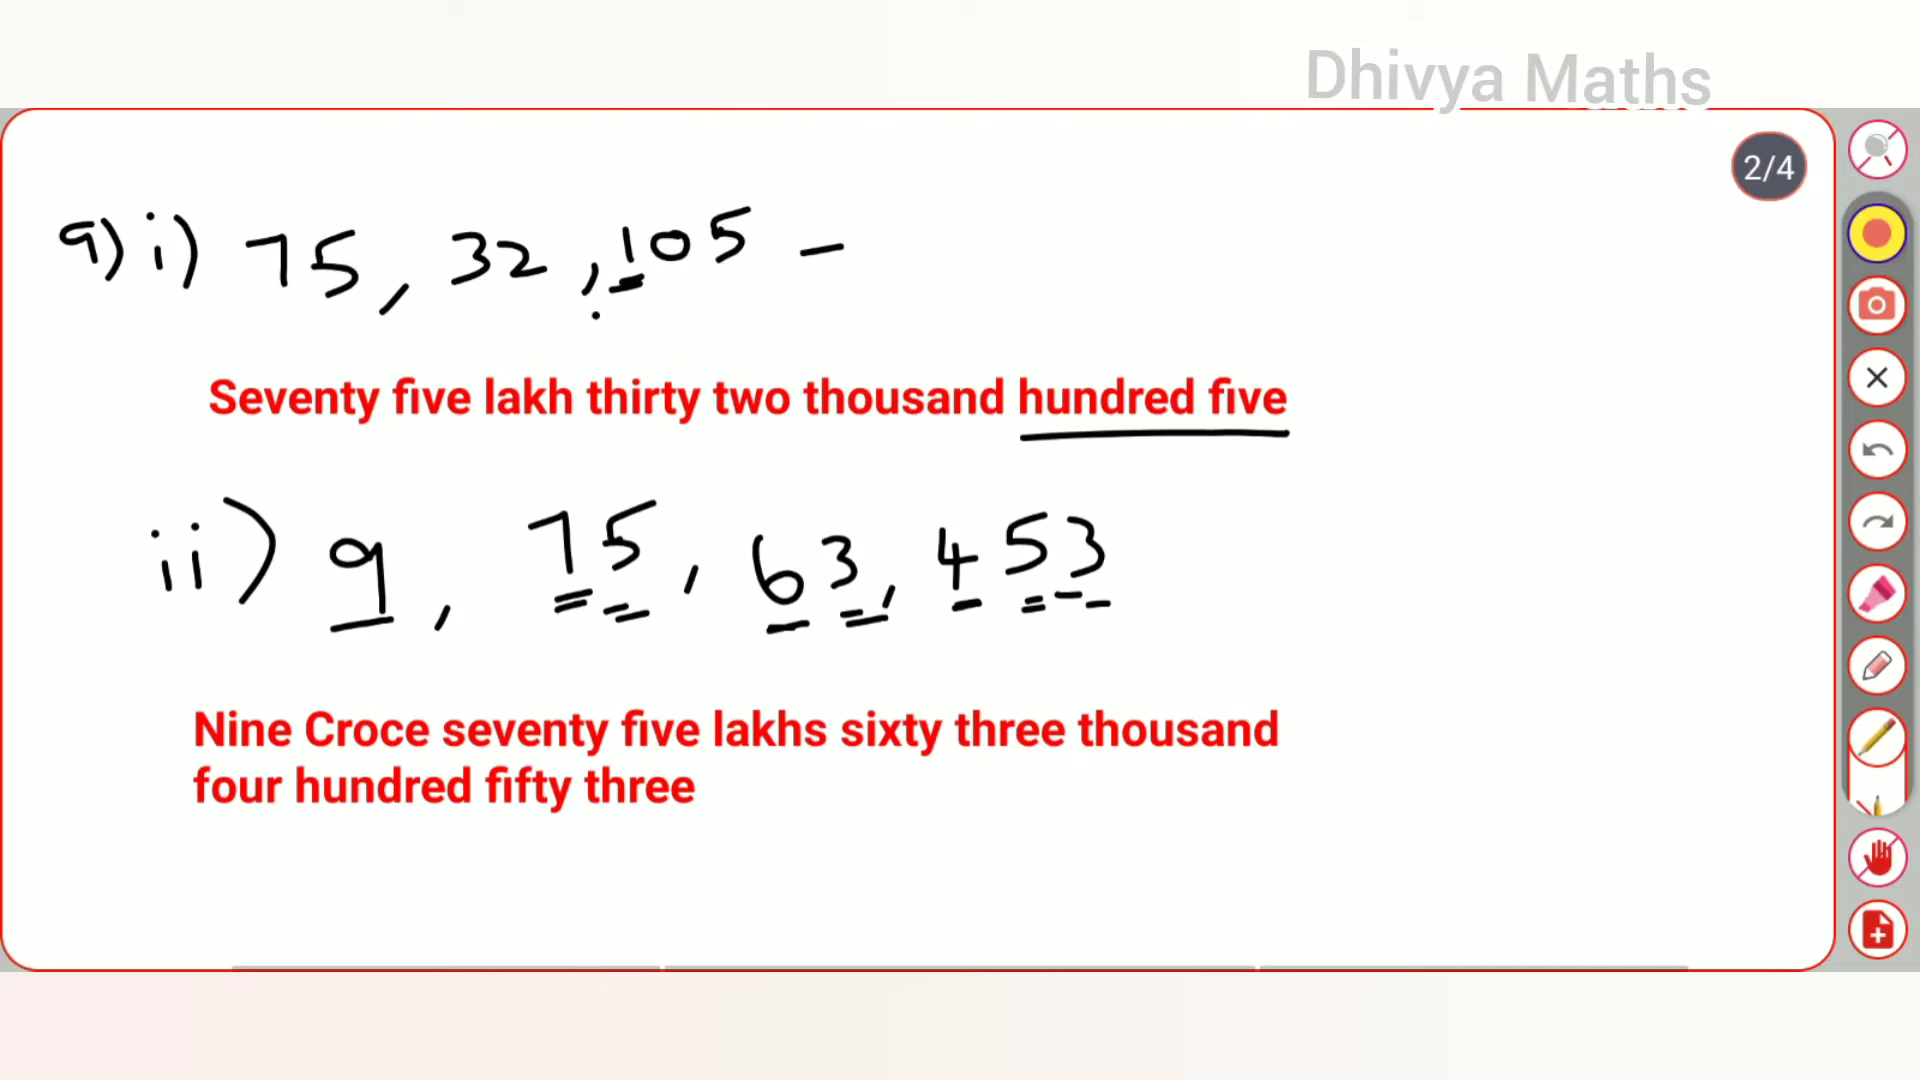 Dhivya Maths
2/4
9) i) 75, 32, 105 –
Seventy five lakh thirty two thousand hundred five
ii) 9, 75, 63, 453
Nine Croce seventy five lakhs sixty three thousand
four hundred fifty three